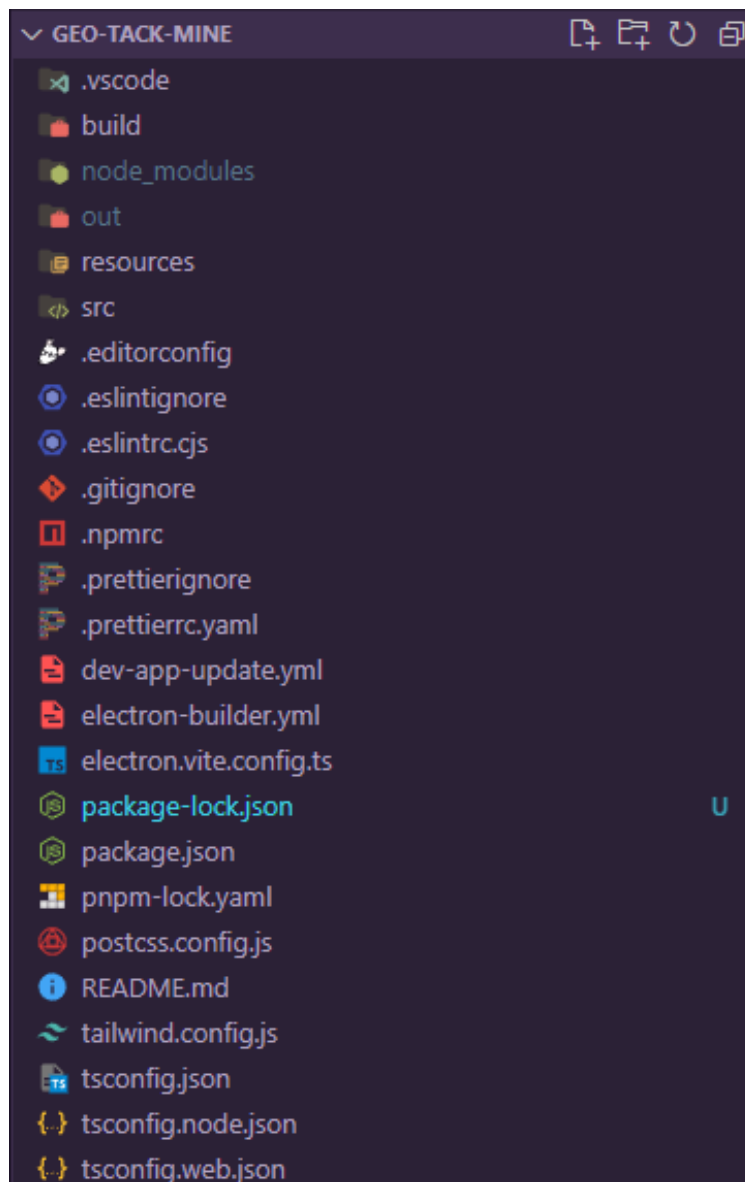 GEO-TACK-MINE
.vscode
build
node_modules
out
resources
src
.editorconfig
.eslintignore
.eslintrc.cjs
.gitignore
.npmrc
.prettierignore
.prettierrc.yaml
dev-app-update.yml
electron-builder.yml
TS electron.vite.config.ts
package-lock.json U
package.json
pnpm-lock.yaml
postcss.config.js
README.md
tailwind.config.js
tsconfig.json
tsconfig.node.json
tsconfig.web.json